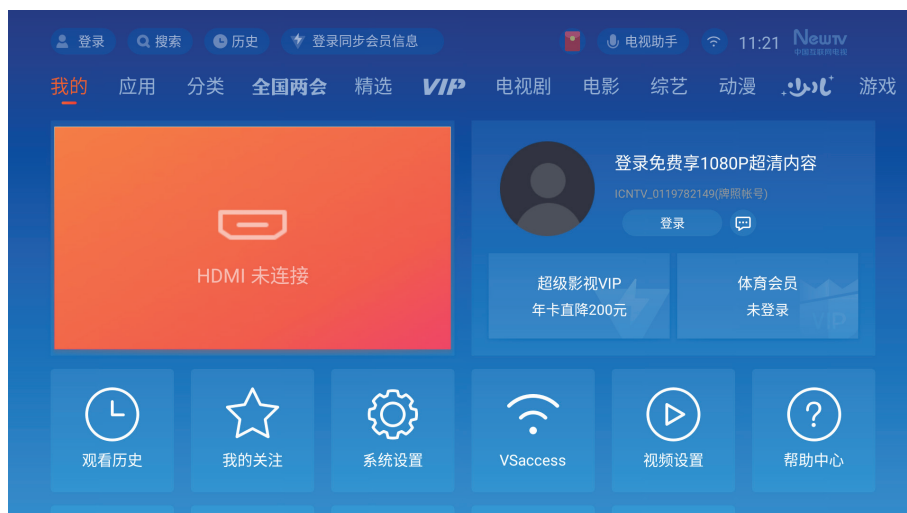 登录 搜索 历史 登录同步会员信息 电视助手 11:21 NEWTV
中国互联网电视
我的 应用 分类 全国两会 精选 VIP 电视剧 电影 综艺 动漫 少儿 游戏
HDMI 未连接
登录免费享1080P超清内容
ICNTV_0119782149(牌照帐号)
登录
超级影视VIP
年卡直降200元
体育会员
未登录
VIP
观看历史 我的关注 系统设置 VSaccess 视频设置 帮助中心